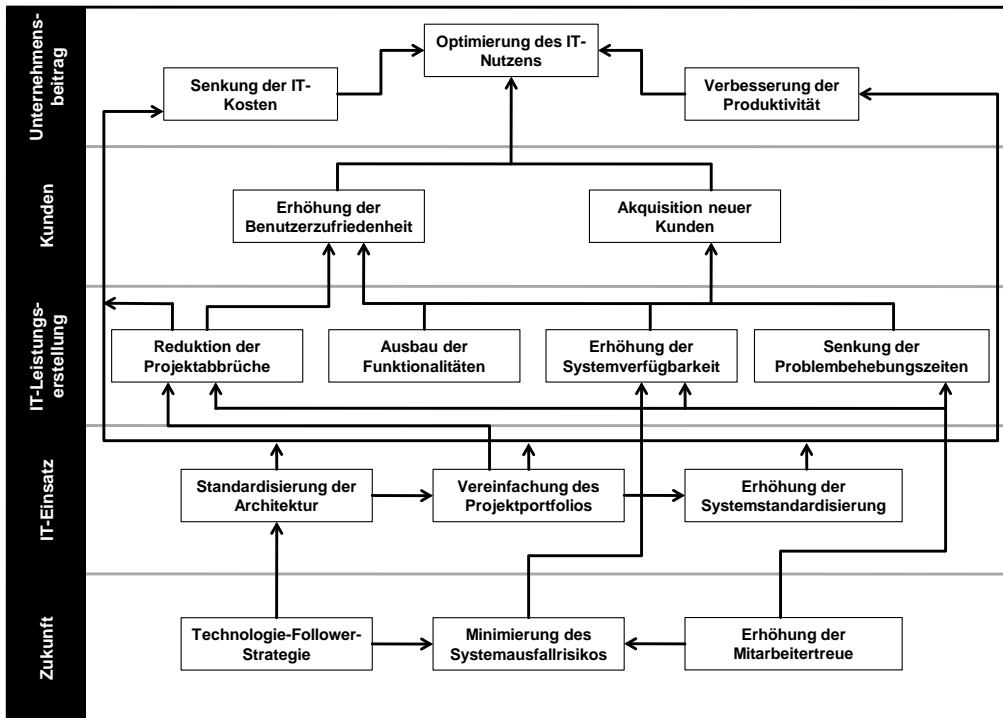 Unternehmens-
beitrag
Optimierung des IT-
Nutzens
Senkung der IT-
Kosten
Verbesserung der
Produktivität
Kunden
Erhöhung der
Benutzerzufriedenheit
Akquisition neuer
Kunden
IT-Leistungs-
erstellung
Reduktion der
Projektabbrüche
Ausbau der
Funktionalitäten
Erhöhung der
Systemverfügbarkeit
Senkung der
Problembehebungszeiten
IT-Einsatz
Standardisierung der
Architektur
Vereinfachung des
Projektportfolios
Erhöhung der
Systemstandardisierung
Zukunft
Technologie-Follower-
Strategie
Minimierung des
Systemausfallrisikos
Erhöhung der
Mitarbeitertreue